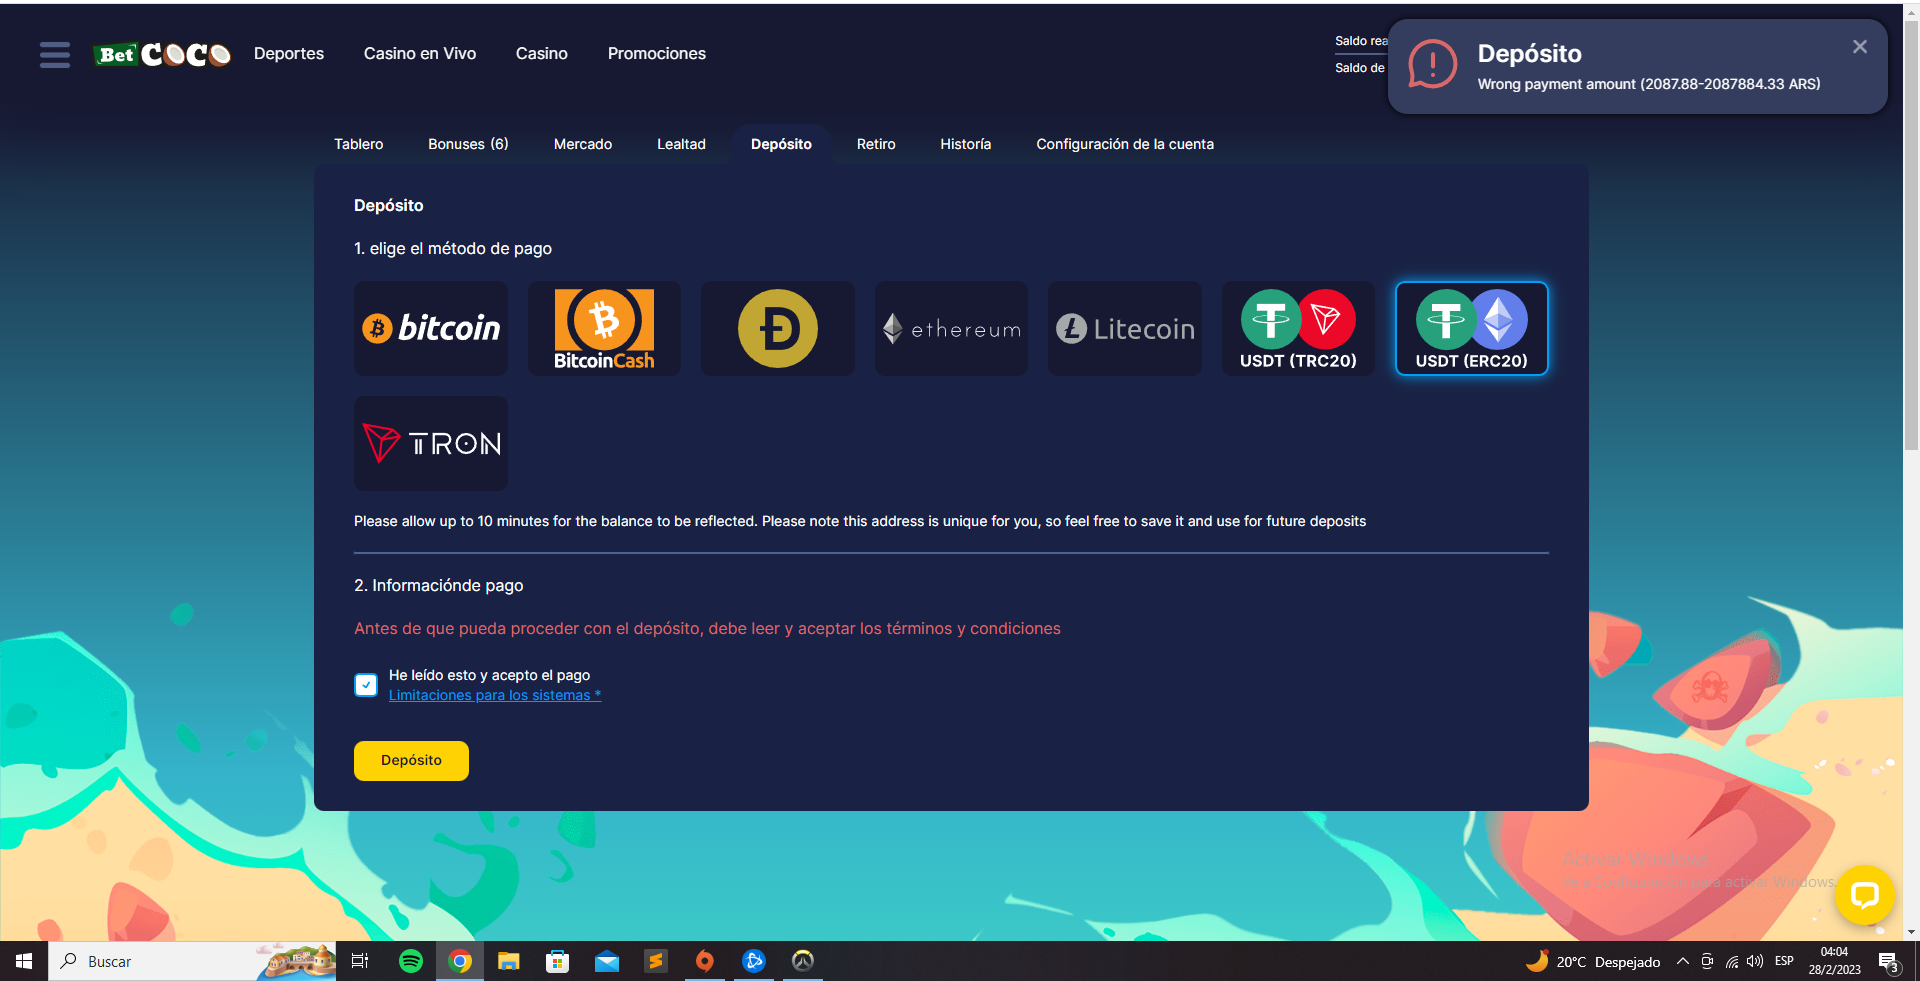 Bet COCO
Deportes
Casino en Vivo
Casino
Promociones
Saldo rea
Saldo de
Depósito
Wrong payment amount (2087.88-2087884.33 ARS)
Tablero
Bonuses (6)
Mercado
Lealtad
Depósito
Retiro
Historía
Configuración de la cuenta
Depósito
1. elige el método de pago
bitcoin
BitcoinCash
ethereum
Litecoin
USDT (TRC20)
USDT (ERC20)
TRON
Please allow up to 10 minutes for the balance to be reflected. Please note this address is unique for you, so feel free to save it and use for future deposits
2. Informaciónde pago
Antes de que pueda proceder con el depósito, debe leer y aceptar los términos y condiciones
He leído esto y acepto el pago
Limitaciones para los sistemas *
Depósito
Activar Windows
Ve a Configuración para activar Windows.
Buscar
20°C Despejado
ESP
04:04
28/2/2023
3